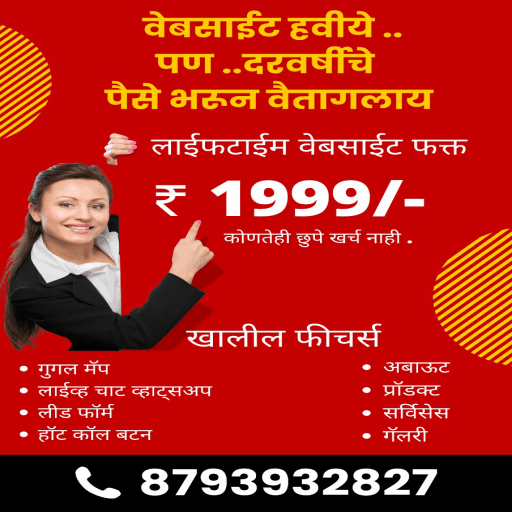 वेबसाईट हवीये ..
पण ..दरवर्षीचे
पैसे भरून वैतागलाय
लाईफटाईम वेबसाईट फक्त
₹ 1999/-
कोणतेही छुपे खर्च नाही .
खालील फीचर्स
• गुगल मॅप
• लाईव्ह चाट व्हाट्सअप
• लीड फॉर्म
• हॉट कॉल बटन
• अबाऊट
• प्रॉडक्ट
• सर्विसेस
• गॅलरी
8793932827